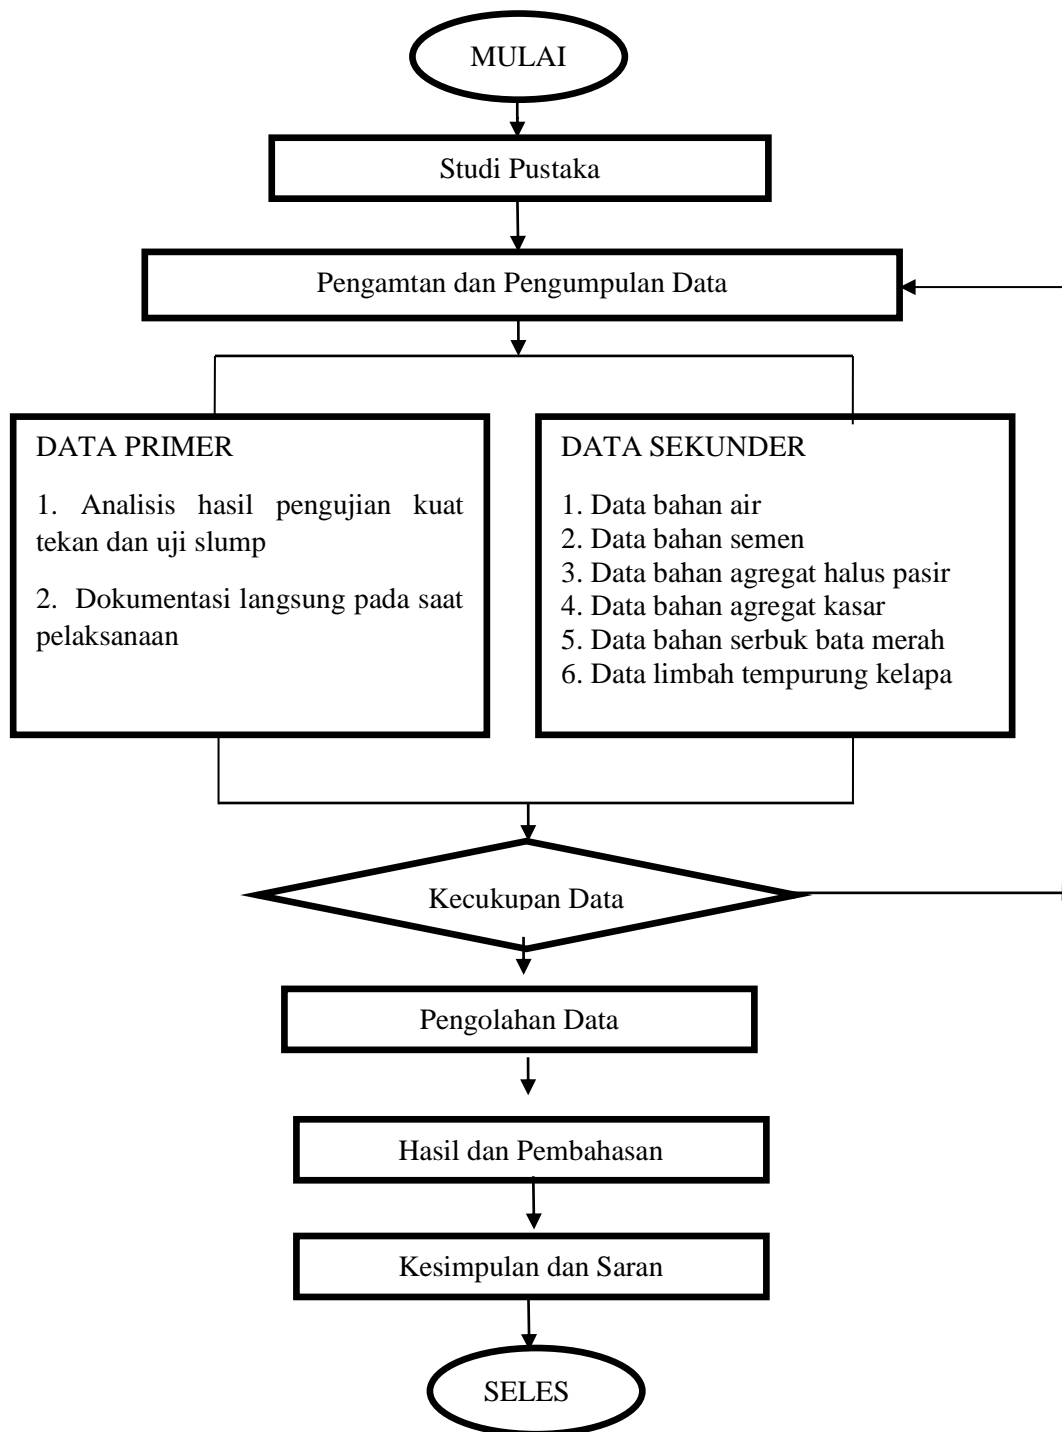 MULAI
Studi Pustaka
Pengamtan dan Pengumpulan Data
DATA PRIMER
1. Analisis hasil pengujian kuat
tekan dan uji slump
2. Dokumentasi langsung pada saat
pelaksanaan
DATA SEKUNDER
1. Data bahan air
2. Data bahan semen
3. Data bahan agregat halus pasir
4. Data bahan agregat kasar
5. Data bahan serbuk bata merah
6. Data limbah tempurung kelapa
Kecukupan Data
Pengolahan Data
Hasil dan Pembahasan
Kesimpulan dan Saran
SELES